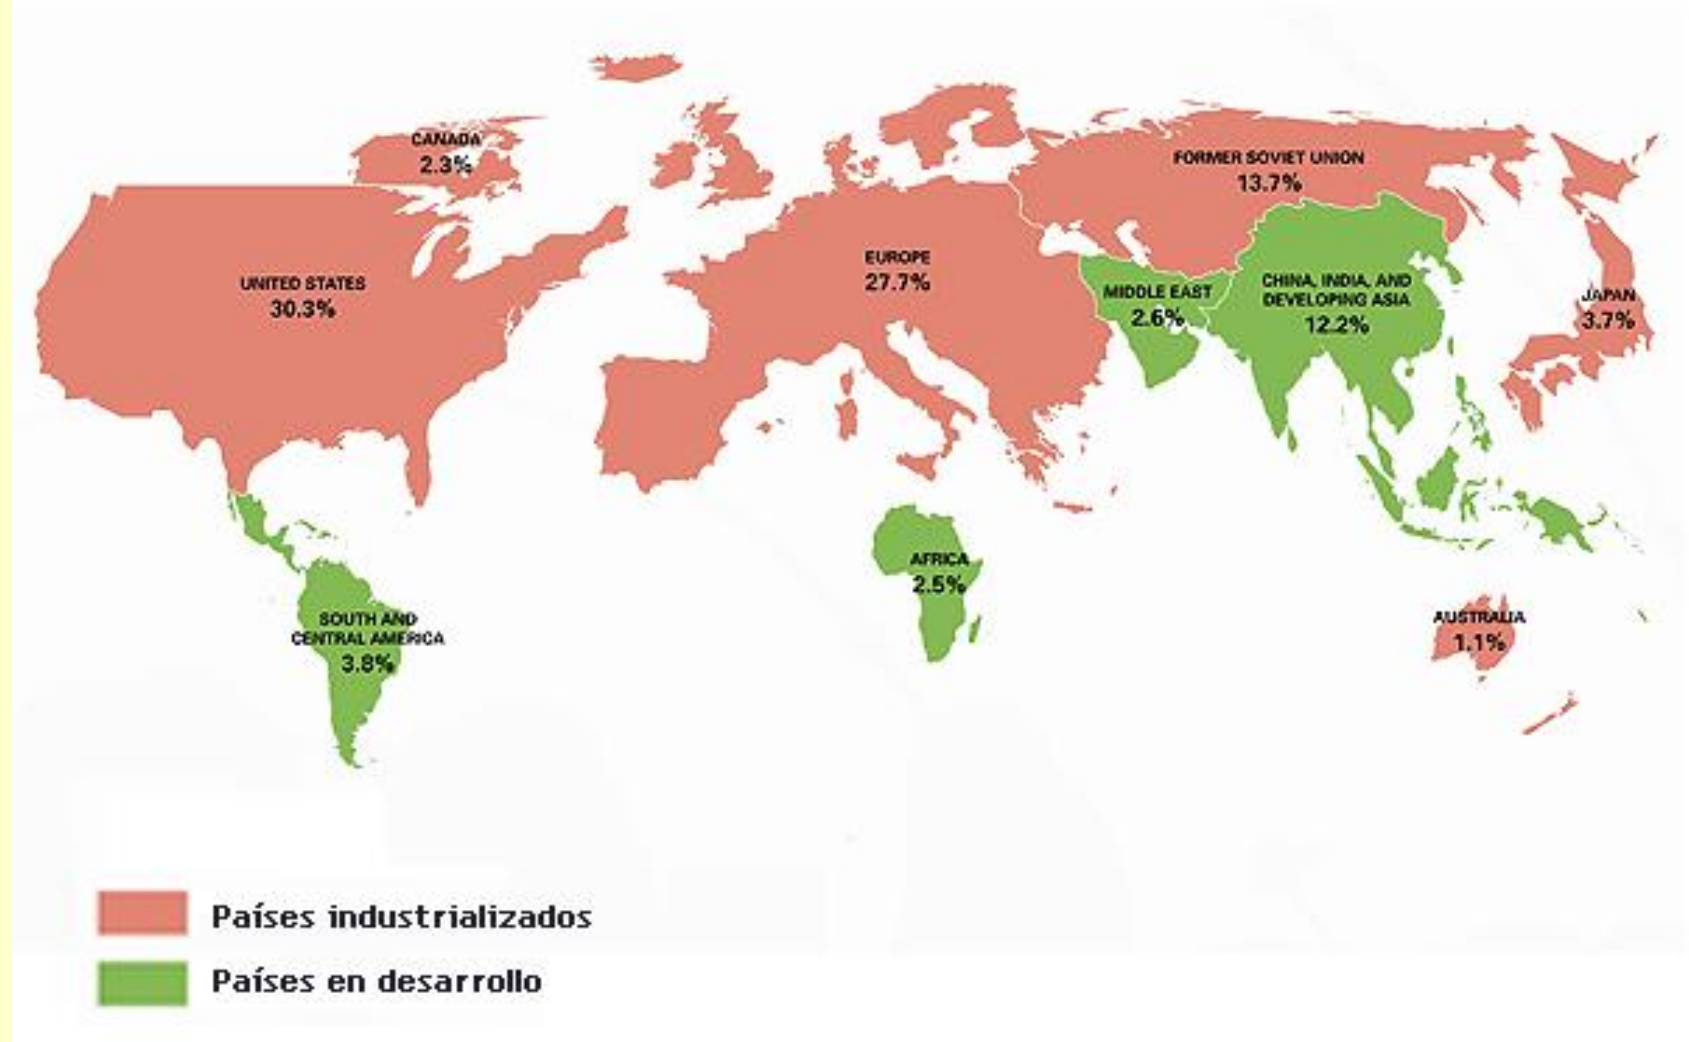 CANADA
2.3%
FORMER SOVIET UNION
13.7%
UNITED STATES
30.3%
EUROPE
27.7%
MIDDLE EAST
2.6%
CHINA, INDIA, AND
DEVELOPING ASIA
12.2%
JAPAN
3.7%
AFRICA
2.5%
SOUTH AND
CENTRAL AMERICA
3.8%
AUSTRALIA
1.1%
Países industrializados
Países en desarrollo